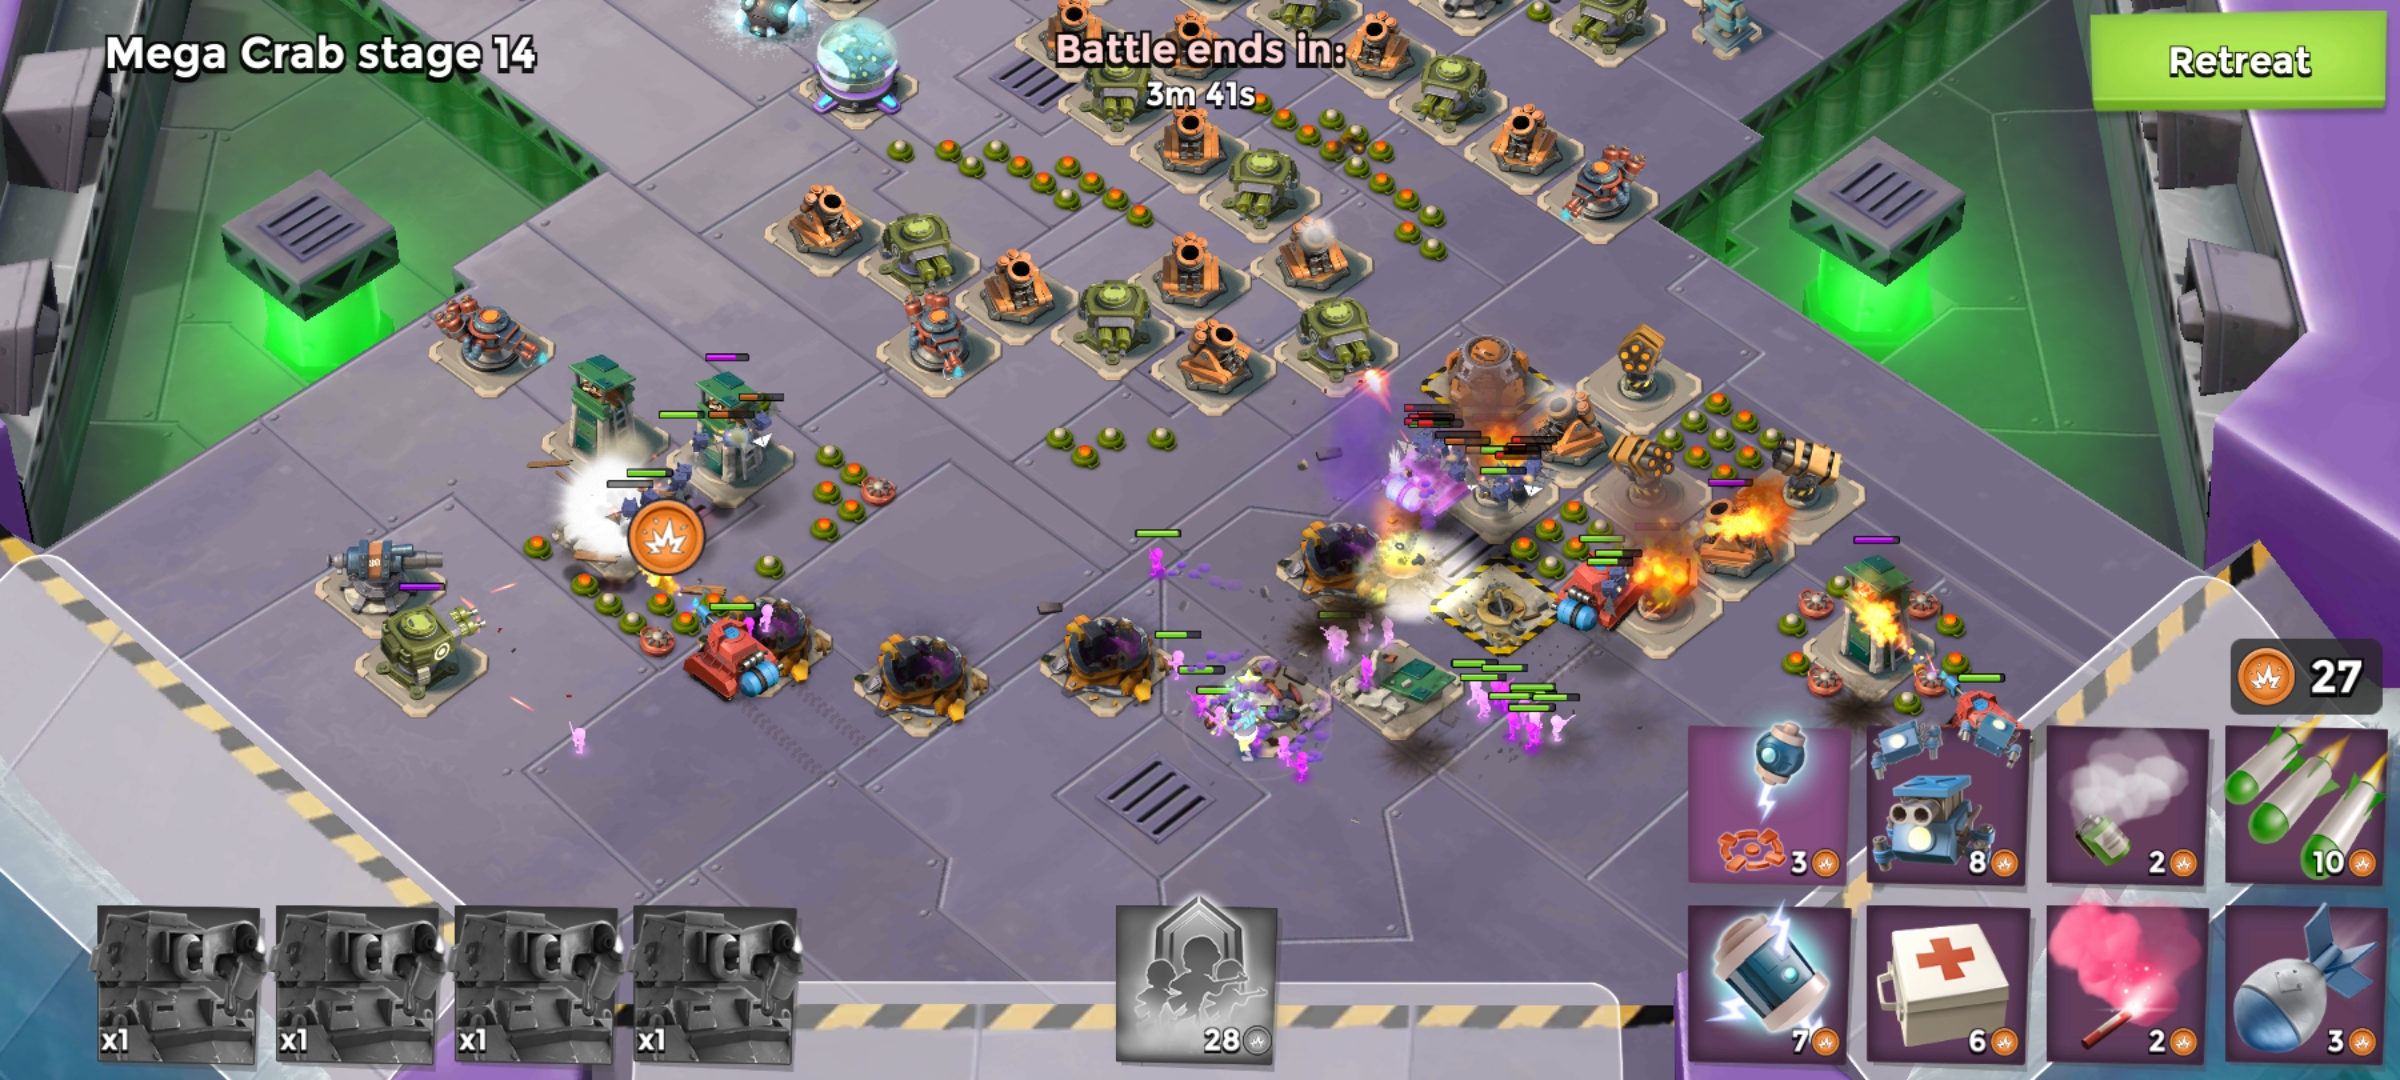 Mega Crab stage 14
Battle ends in:
3m 41s
Retreat
27
3
8
2
10
x1
x1
x1
x1
28
7
6
2
3